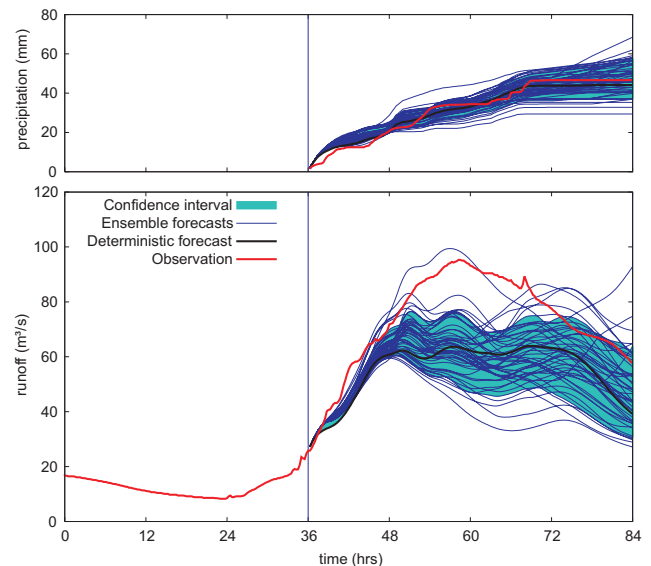 80
60
40
20
0
precipitation (mm)
120
100
80
60
40
20
0
runoff (m³/s)
Confidence interval
Ensemble forecasts
Deterministic forecast
Observation
0 12 24 36 48 60 72 84
time (hrs)